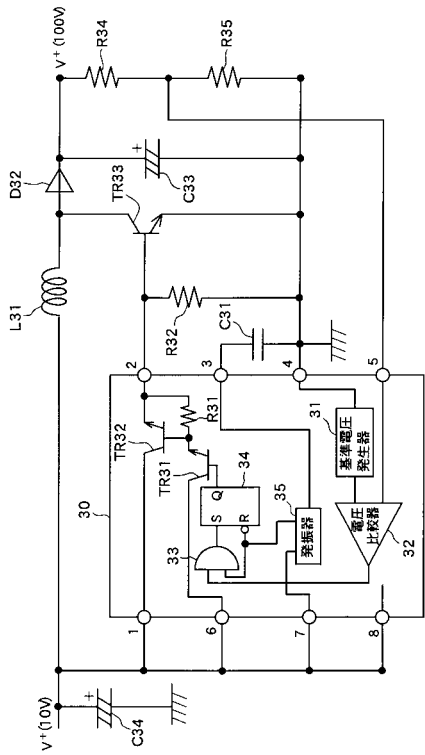 V⁺(10V)
C34
+
L31
D32
V⁺(100V)
R34
R35
+
C33
TR33
R32
C31
30
1
2
TR32
R31
TR31
6
3
33
S
Q
R
34
35
発振器
7
4
31
基準電圧
発生器
電圧
比較器
32
8
5